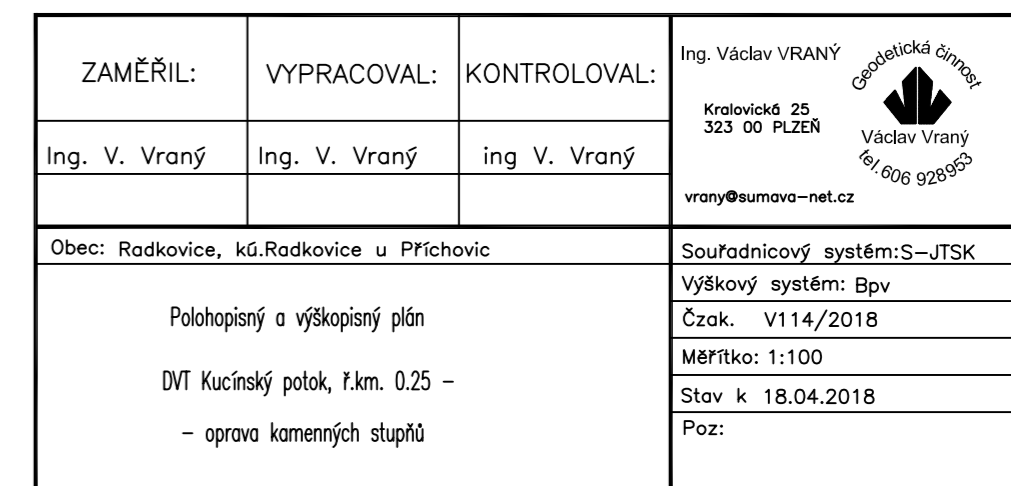 ZAMĚŘIL:
VYPRACOVAL:
KONTROLOVAL:
Ing. V. Vraný
Ing. V. Vraný
ing V. Vraný
Ing. Václav VRANÝ
Kralovická 25
323 00 PLZEŇ
vrany@sumava-net.cz
Geodetická činnost
Václav Vraný
tel.606 928953
Obec: Radkovice, kú.Radkovice u Příchovic
Polohopisný a výškopisný plán
DVT Kucínský potok, ř.km. 0.25 –
– oprava kamenných stupňů
Souřadnicový systém:S-JTSK
Výškový systém: Bpv
Čzak. V114/2018
Měřítko: 1:100
Stav k 18.04.2018
Poz: